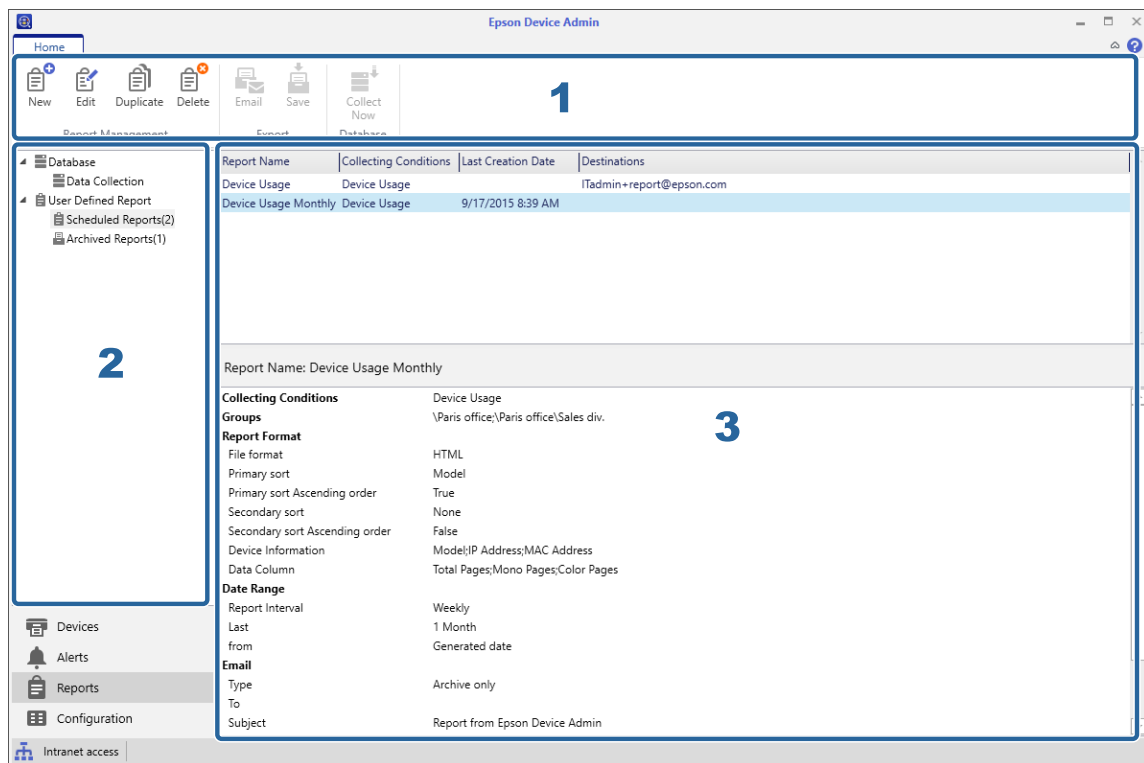 Epson Device Admin
Home
New Edit Duplicate Delete Email Save Collect Now
Report Management Export Database
1
Database
Data Collection
User Defined Report
Scheduled Reports(2)
Archived Reports(1)
2
Devices
Alerts
Reports
Configuration
Report Name Collecting Conditions Last Creation Date Destinations
Device Usage Device Usage ITadmin+report@epson.com
Device Usage Monthly Device Usage 9/17/2015 8:39 AM
Report Name: Device Usage Monthly
3
Collecting Conditions Device Usage
Groups \Paris office;\Paris office\Sales div.
Report Format
File format HTML
Primary sort Model
Primary sort Ascending order True
Secondary sort None
Secondary sort Ascending order False
Device Information Model;IP Address;MAC Address
Data Column Total Pages;Mono Pages;Color Pages
Date Range
Report Interval Weekly
Last 1 Month
from Generated date
Email
Type Archive only
To
Subject Report from Epson Device Admin
Intranet access